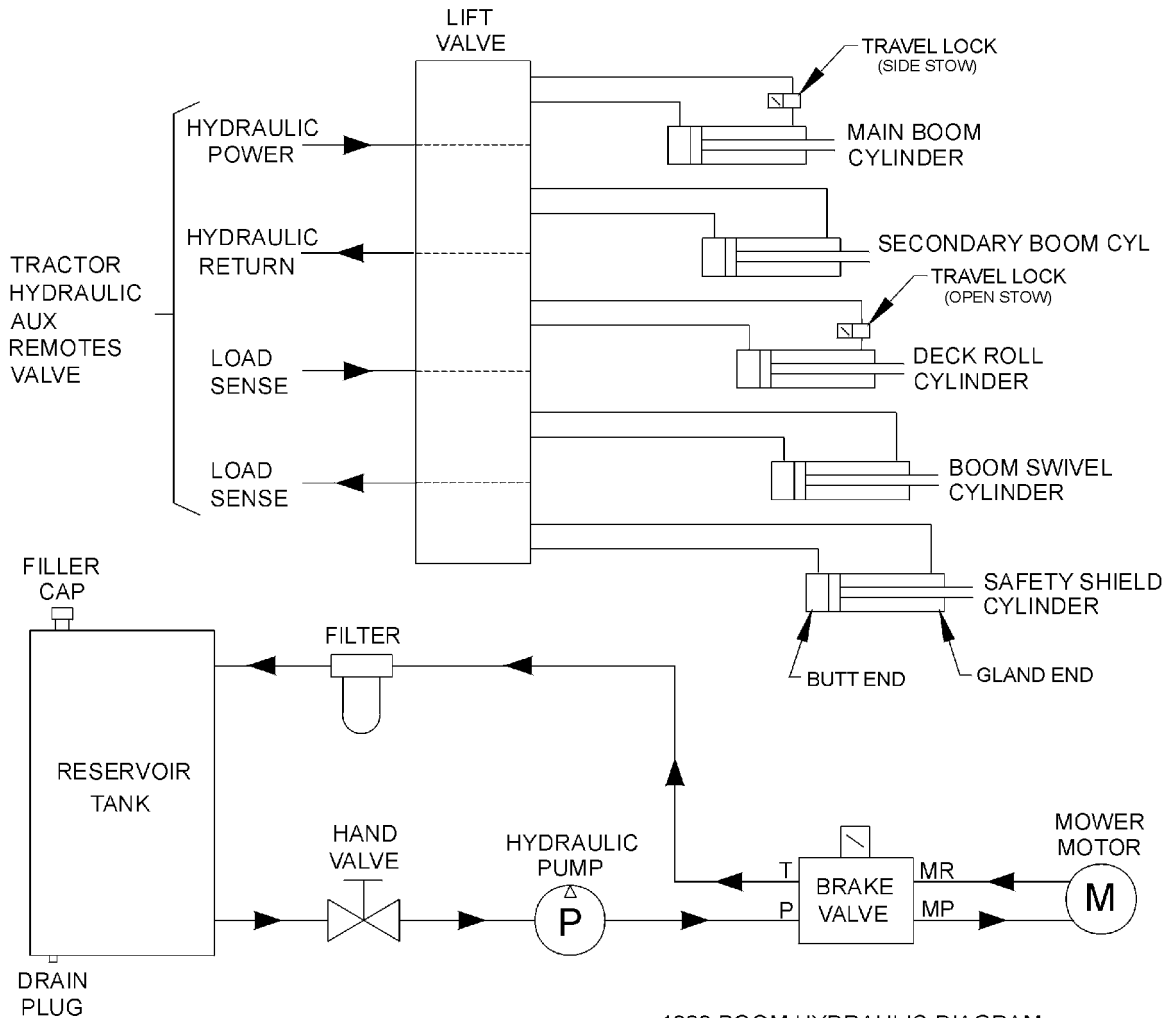 LIFT
VALVE
TRAVEL LOCK
(SIDE STOW)
HYDRAULIC
POWER
MAIN BOOM
CYLINDER
HYDRAULIC
RETURN
SECONDARY BOOM CYL
TRACTOR
HYDRAULIC
AUX
REMOTES
VALVE
TRAVEL LOCK
(OPEN STOW)
LOAD
SENSE
DECK ROLL
CYLINDER
LOAD
SENSE
BOOM SWIVEL
CYLINDER
FILLER
CAP
SAFETY SHIELD
CYLINDER
FILTER
BUTT END
GLAND END
RESERVOIR
TANK
HAND
VALVE
HYDRAULIC
PUMP
P
MOWER
MOTOR
T
P
BRAKE
VALVE
MR
MP
M
DRAIN
PLUG